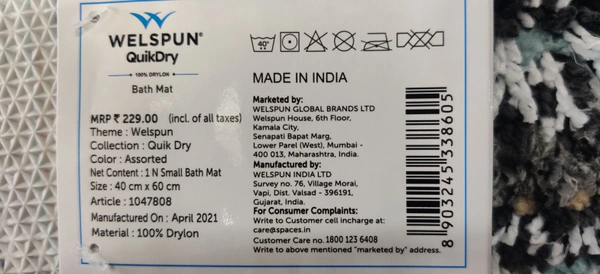 WELSPUN®
QuikDry
100% DRYLON
Bath Mat
MRP ₹ 229.00 (incl. of all taxes)
Theme : Welspun
Collection : Quik Dry
Color : Assorted
Net Content : 1 N Small Bath Mat
Size : 40 cm x 60 cm
Article : 1047808
Manufactured On : April 2021
Material : 100% Drylon
40°
MADE IN INDIA
Marketed by:
WELSPUN GLOBAL BRANDS LTD
Welspun House, 6th Floor,
Kamala City,
Senapati Bapat Marg,
Lower Parel (West), Mumbai -
400 013, Maharashtra, India.
Manufactured by:
WELSPUN INDIA LTD
Survey no. 76, Village Morai,
Vapi, Dist. Valsad - 396191,
Gujarat, India.
For Consumer Complaints:
Write to Customer cell incharge at:
care@spaces.in
Customer Care no. 1800 123 6408
Write to above mentioned "marketed by" address.
8 903245 338605